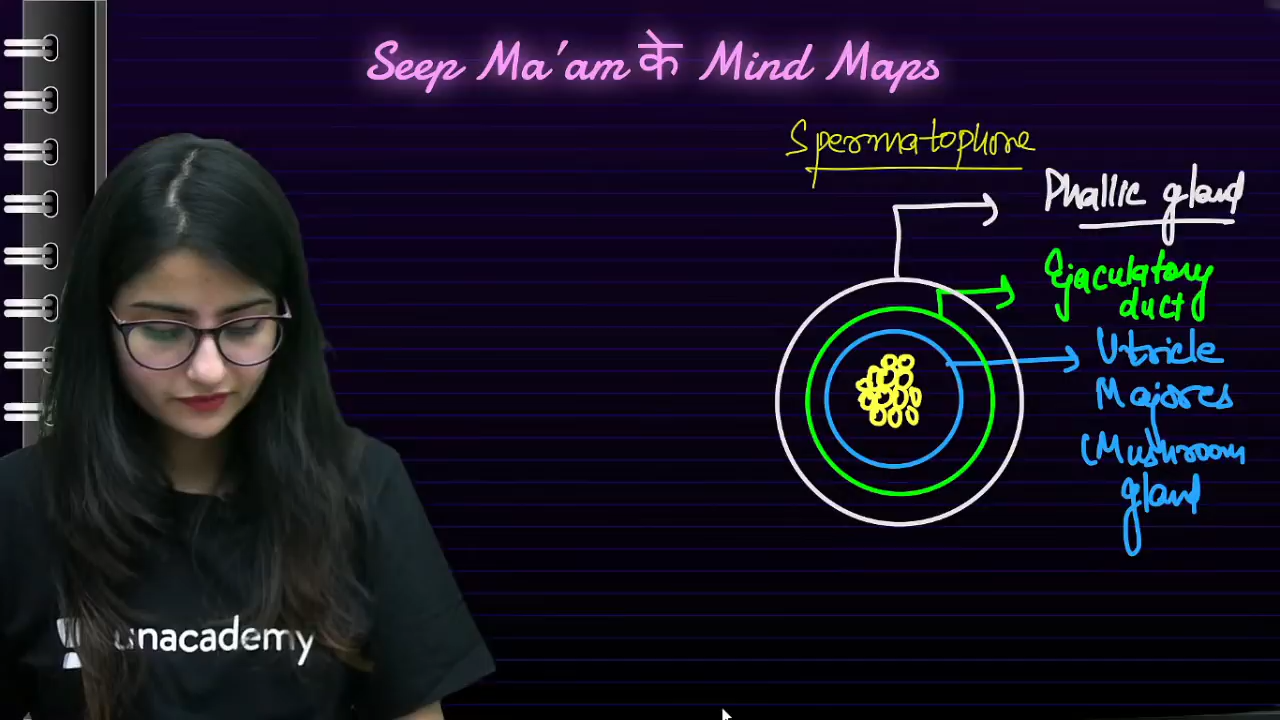 Seep Ma'am के Mind Maps
Spermatophore
Phallic gland
Ejaculatory
duct
Utricle
Majores
(Mushroom
gland
unacademy